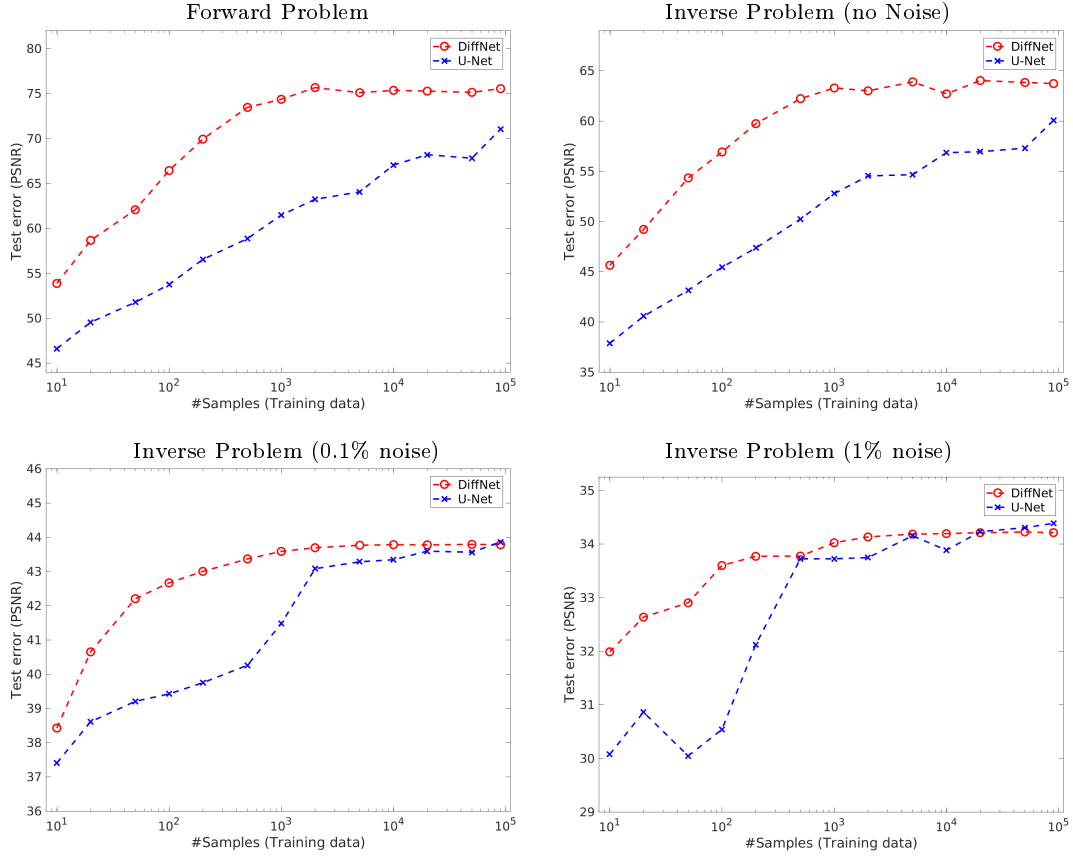 Forward Problem
80
75
70
65
60
55
50
45
Test error (PSNR)
DiffNet
U-Net
10^1
10^2
10^3
10^4
10^5
#Samples (Training data)
Inverse Problem (no Noise)
65
60
55
50
45
40
35
Test error (PSNR)
DiffNet
U-Net
10^1
10^2
10^3
10^4
10^5
#Samples (Training data)
Inverse Problem (0.1% noise)
46
45
44
43
42
41
40
39
38
37
36
Test error (PSNR)
DiffNet
U-Net
10^1
10^2
10^3
10^4
10^5
#Samples (Training data)
Inverse Problem (1% noise)
35
34
33
32
31
30
29
Test error (PSNR)
DiffNet
U-Net
10^1
10^2
10^3
10^4
10^5
#Samples (Training data)